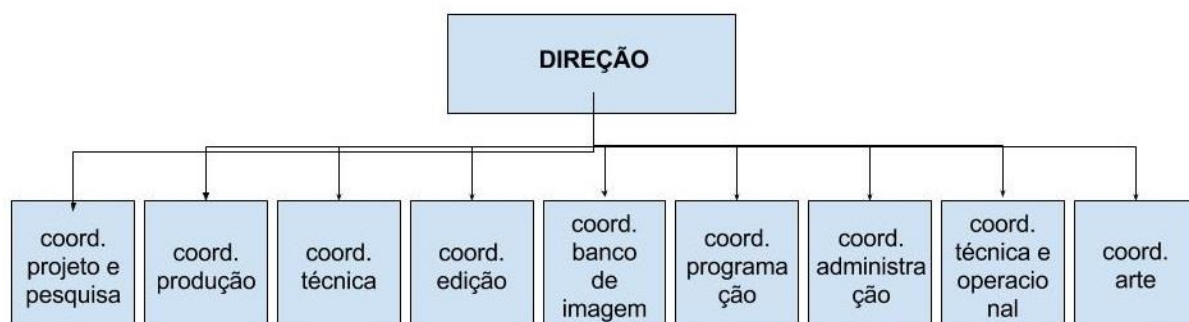 DIREÇÃO
coord.
projeto e
pesquisa
coord.
produção
coord.
técnica
coord.
edição
coord.
banco
de
imagem
coord.
programa
ção
coord.
administra
ção
coord.
técnica e
operacio
nal
coord.
arte